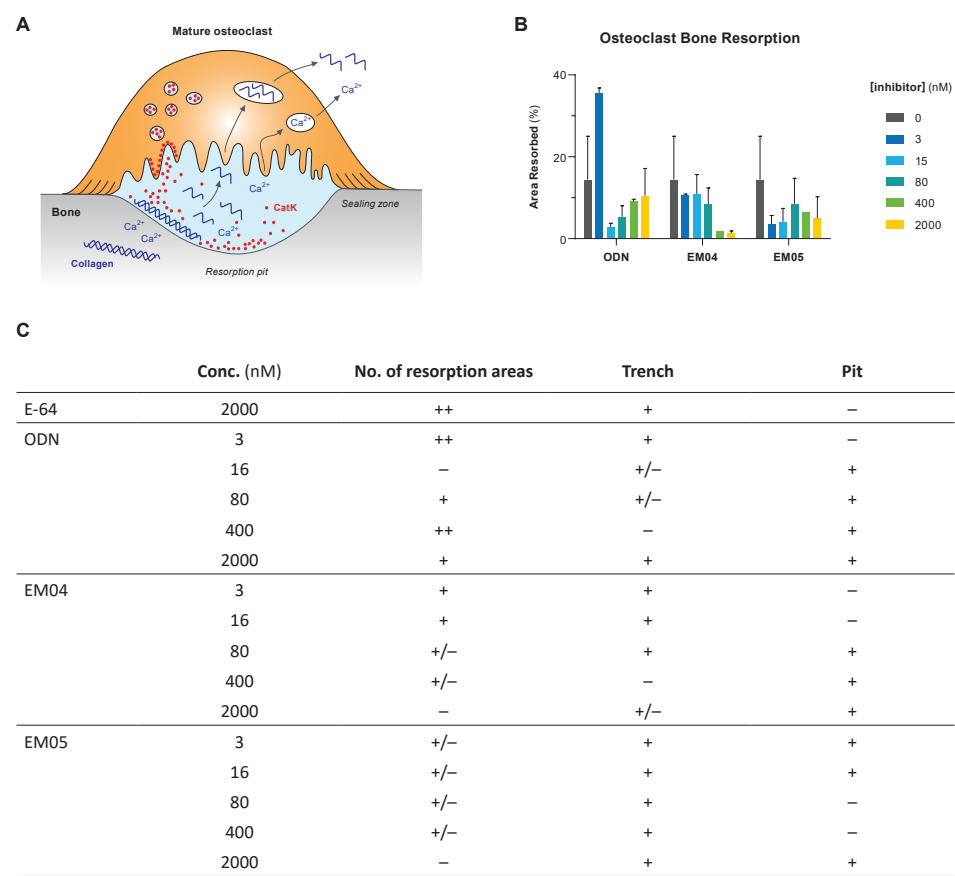 A
Mature osteoclast
Ca2+
Ca2+
Ca2+
CatK
Sealing zone
Bone
Ca2+
Ca2+
Ca2+
Collagen
Resorption pit
B
Osteoclast Bone Resorption
Area Resorbed (%)
40
20
0
ODN EM04 EM05
[inhibitor] (nM)
0
3
15
80
400
2000
C
Conc. (nM) No. of resorption areas Trench Pit
E-64 2000 ++ + –
ODN 3 ++ + –
16 – +/– +
80 + +/– +
400 ++ – +
2000 + + +
EM04 3 + + –
16 + + –
80 +/– + +
400 +/– – +
2000 – +/– +
EM05 3 +/– + +
16 +/– + +
80 +/– + –
400 +/– + –
2000 – + +